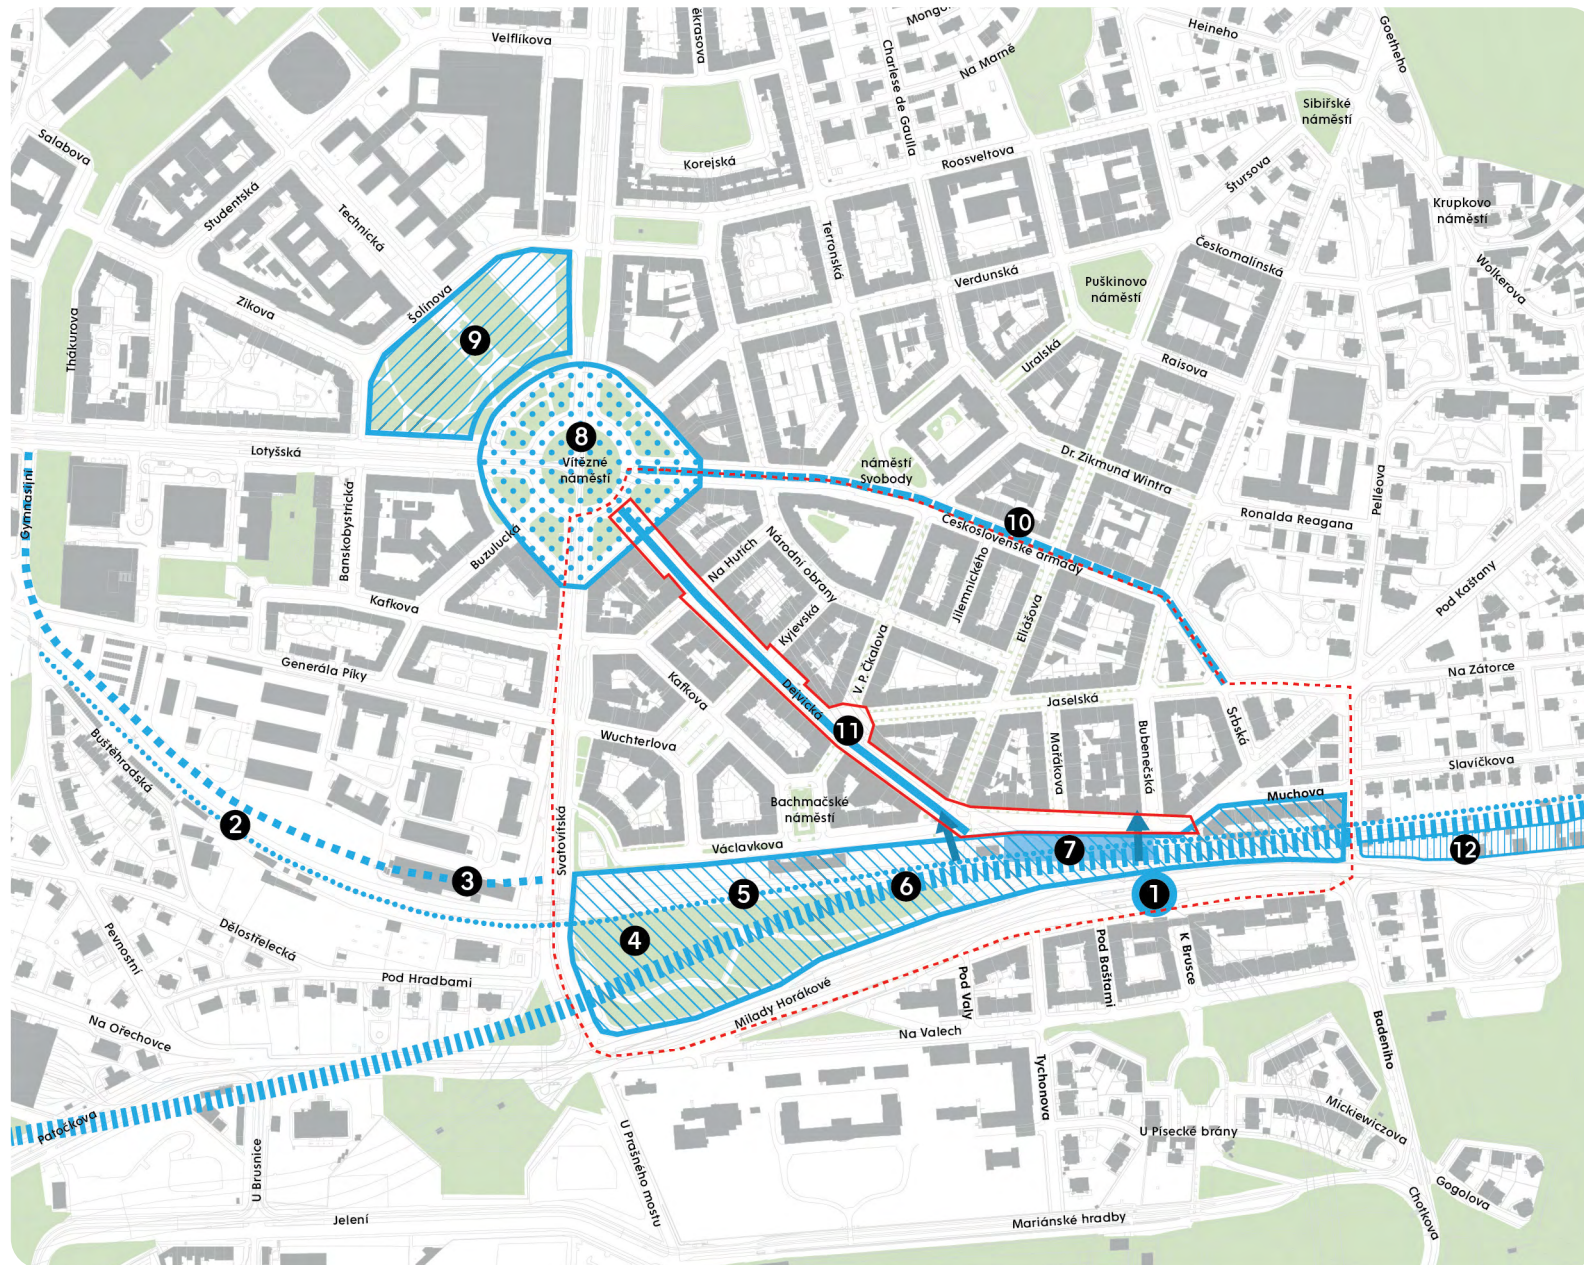 Velflíkova
ěkrasova
Charlese de Gaulla
Na Marně
Heineho
Goetheho
Salabova
Studentská
Technická
Korejská
Roosveltova
Sibiřské
náměstí
Štursova
Krupkovo
náměstí
Terronská
Verdunská
Českomalínská
Wolkerova
Puškinovo
náměstí
Thákurova
Zikova
Šolínova
9
Uralská
Raisova
Lotyšská
8
Vítězné
náměstí
náměstí
Svobody
Dr. Zikmund Wintra
Pelléova
Gymnasijní
Banskobystrická
Buzulucká
Na Hutích
Národní obrany
10
Československé armády
Ronalda Reagana
Jilemnického
Eliášova
Pod Kaštany
Kafkova
Kyjevská
V. P. Čkalova
Generála Píky
Kafkova
Dejvická
11
Jaselská
Na Zátorce
Srbská
Wuchterlova
Mařákova
Bubenečská
Buštěhradská
Slavíčkova
Muchova
Bachmačské
náměstí
2
Svatovítská
Václavkova
7
12
3
5
6
1
4
Pevnostní
Dělostřelecká
Pod Hradbami
Milady Horákové
Pod Valy
Pod Baštami
K Brusce
Na Ořechovce
Na Valech
Badeniho
Tychonova
Patočkova
Mickiewiczova
U Písecké brány
U Brusnice
U Prašného mostu
Gogolova
Chotkova
Jelení
Mariánské hradby